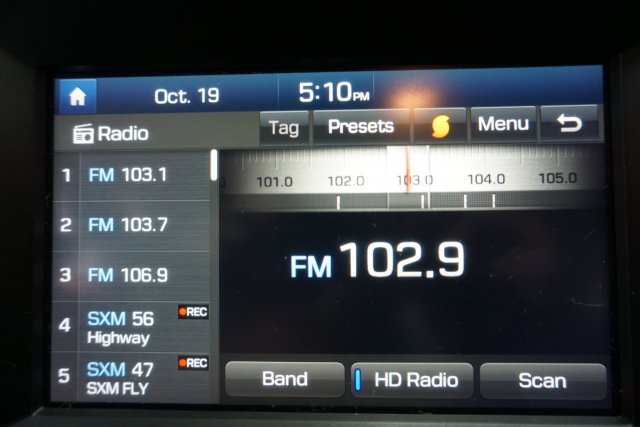 Oct. 19 5:10PM
Radio Tag Presets Menu
1 FM 103.1
2 FM 103.7
3 FM 106.9
4 SXM 56 REC
Highway
5 SXM 47 REC
SXM FLY
101.0 102.0 103.0 104.0 105.0
FM 102.9
Band HD Radio Scan